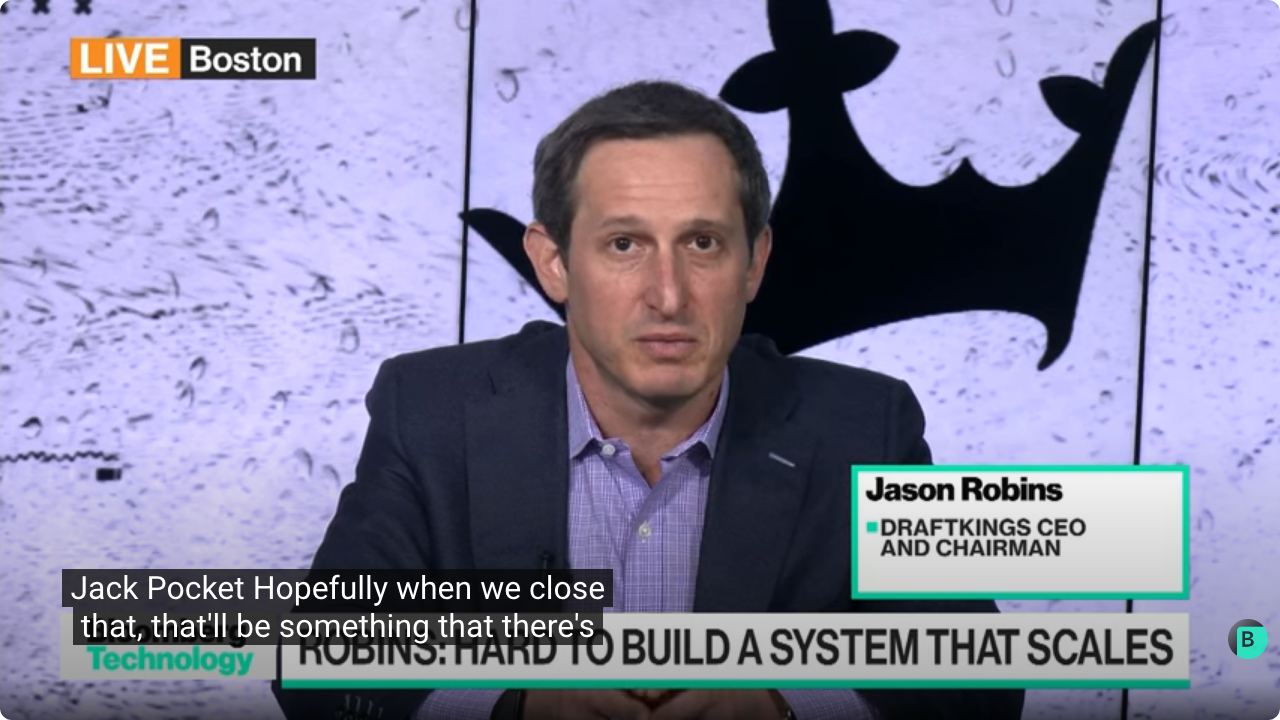 LIVE Boston
Jason Robins
DRAFTKINGS CEO
AND CHAIRMAN
Jack Pocket Hopefully when we close
that, that'll be something that there's
Bloomberg
Technology
ROBINS: HARD TO BUILD A SYSTEM THAT SCALES
B